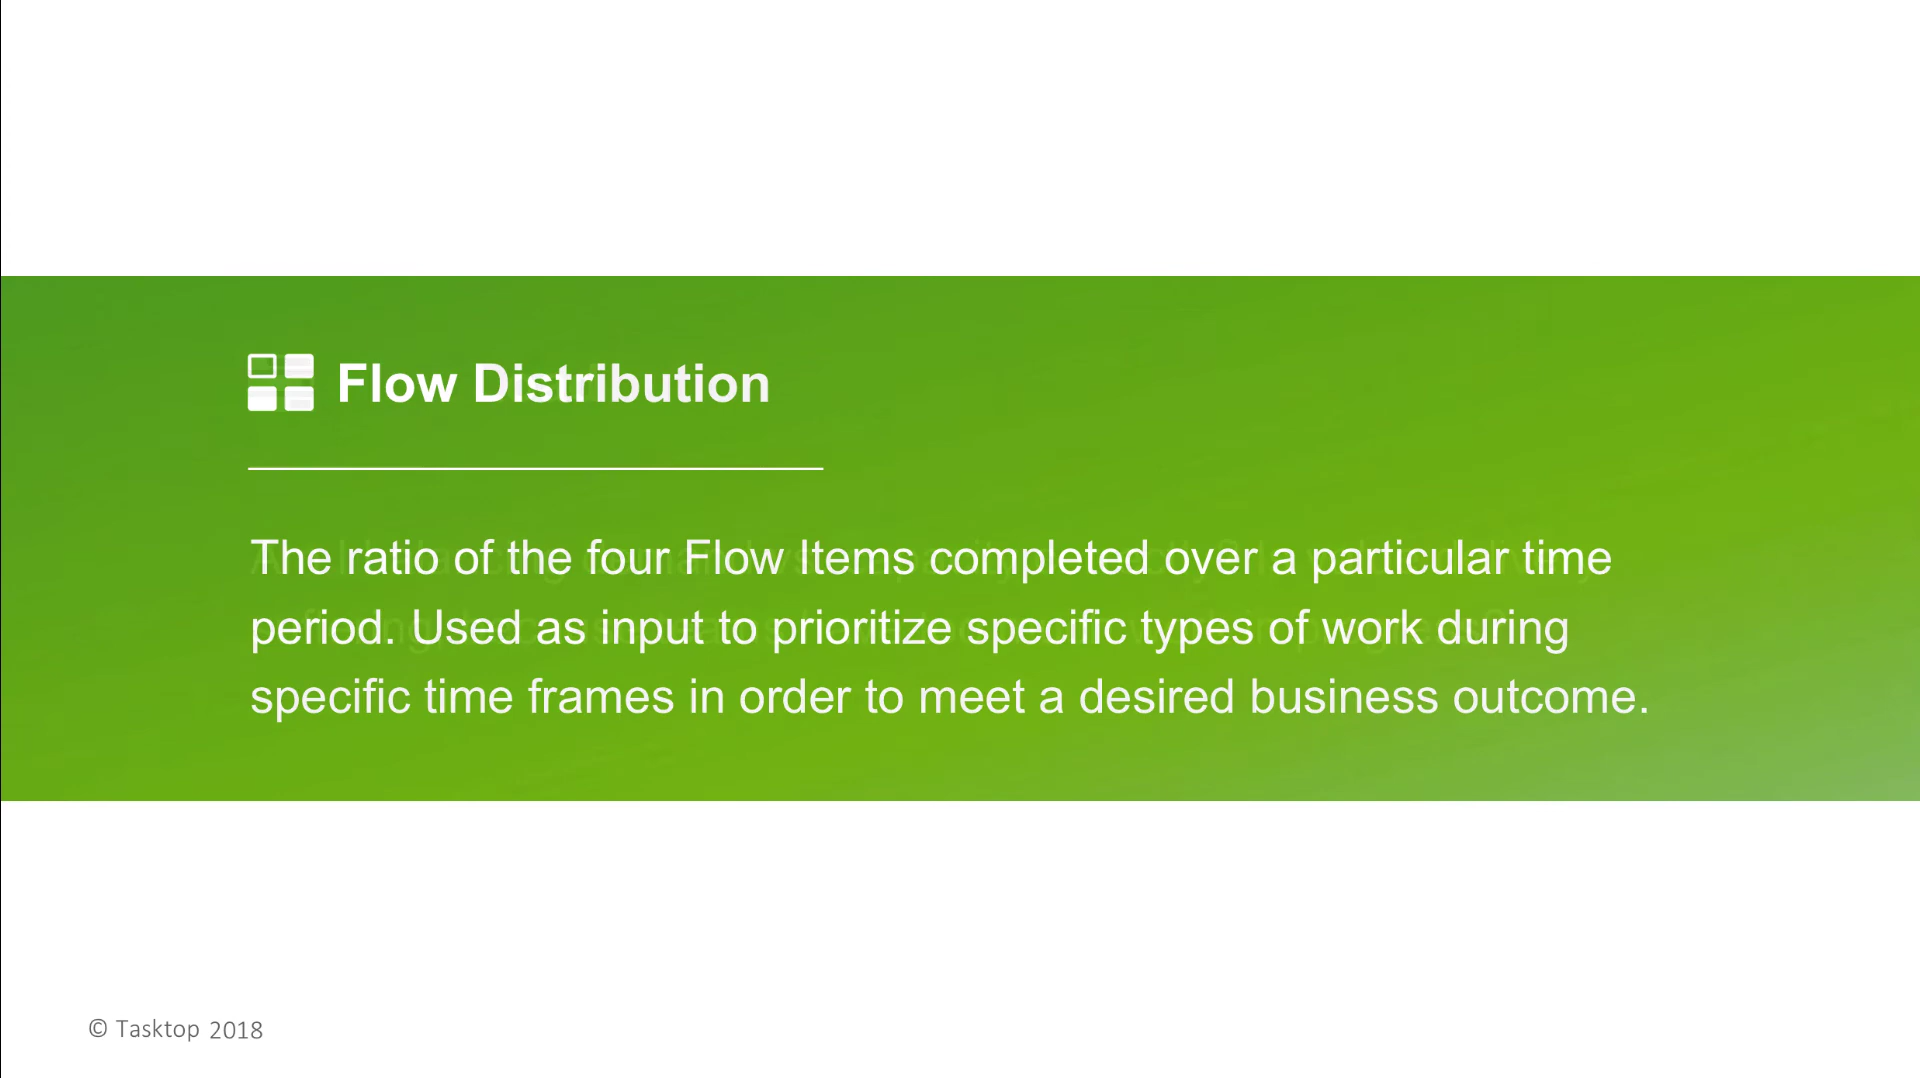 Flow Distribution
The ratio of the four Flow Items completed over a particular time
period. Used as input to prioritize specific types of work during
specific time frames in order to meet a desired business outcome.
© Tasktop 2018